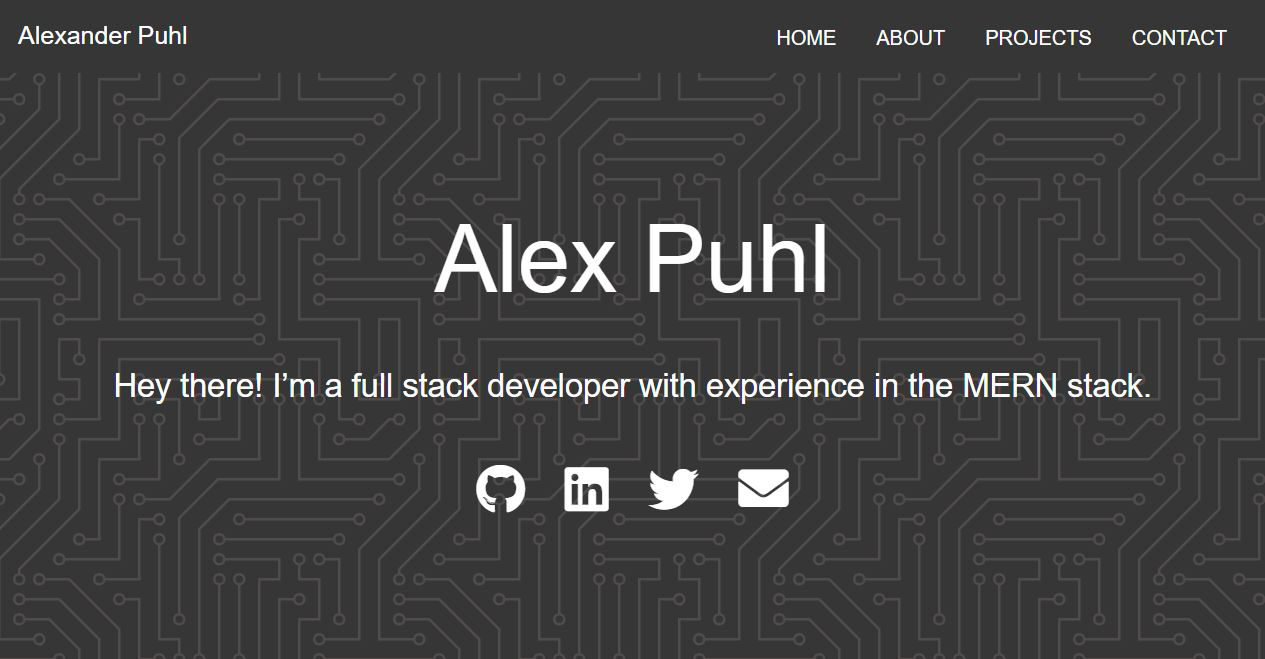 Alexander Puhl
HOME ABOUT PROJECTS CONTACT
Alex Puhl
Hey there! I’m a full stack developer with experience in the MERN stack.
in